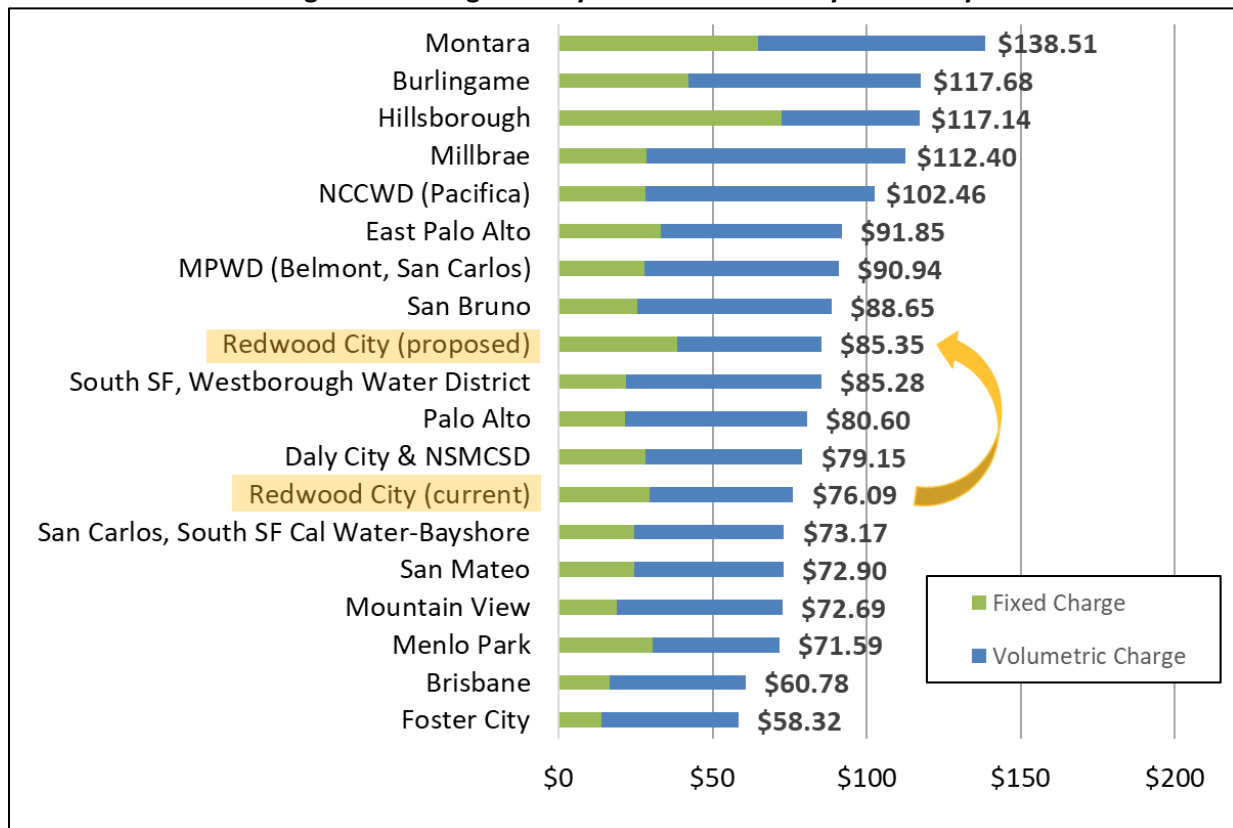 Montara $138.51
Burlingame $117.68
Hillsborough $117.14
Millbrae $112.40
NCCWD (Pacifica) $102.46
East Palo Alto $91.85
MPWD (Belmont, San Carlos) $90.94
San Bruno $88.65
Redwood City (proposed) $85.35
South SF, Westborough Water District $85.28
Palo Alto $80.60
Daly City & NSMCSD $79.15
Redwood City (current) $76.09
San Carlos, South SF Cal Water-Bayshore $73.17
San Mateo $72.90
Mountain View $72.69
Menlo Park $71.59
Brisbane $60.78
Foster City $58.32
Fixed Charge
Volumetric Charge
$0 $50 $100 $150 $200